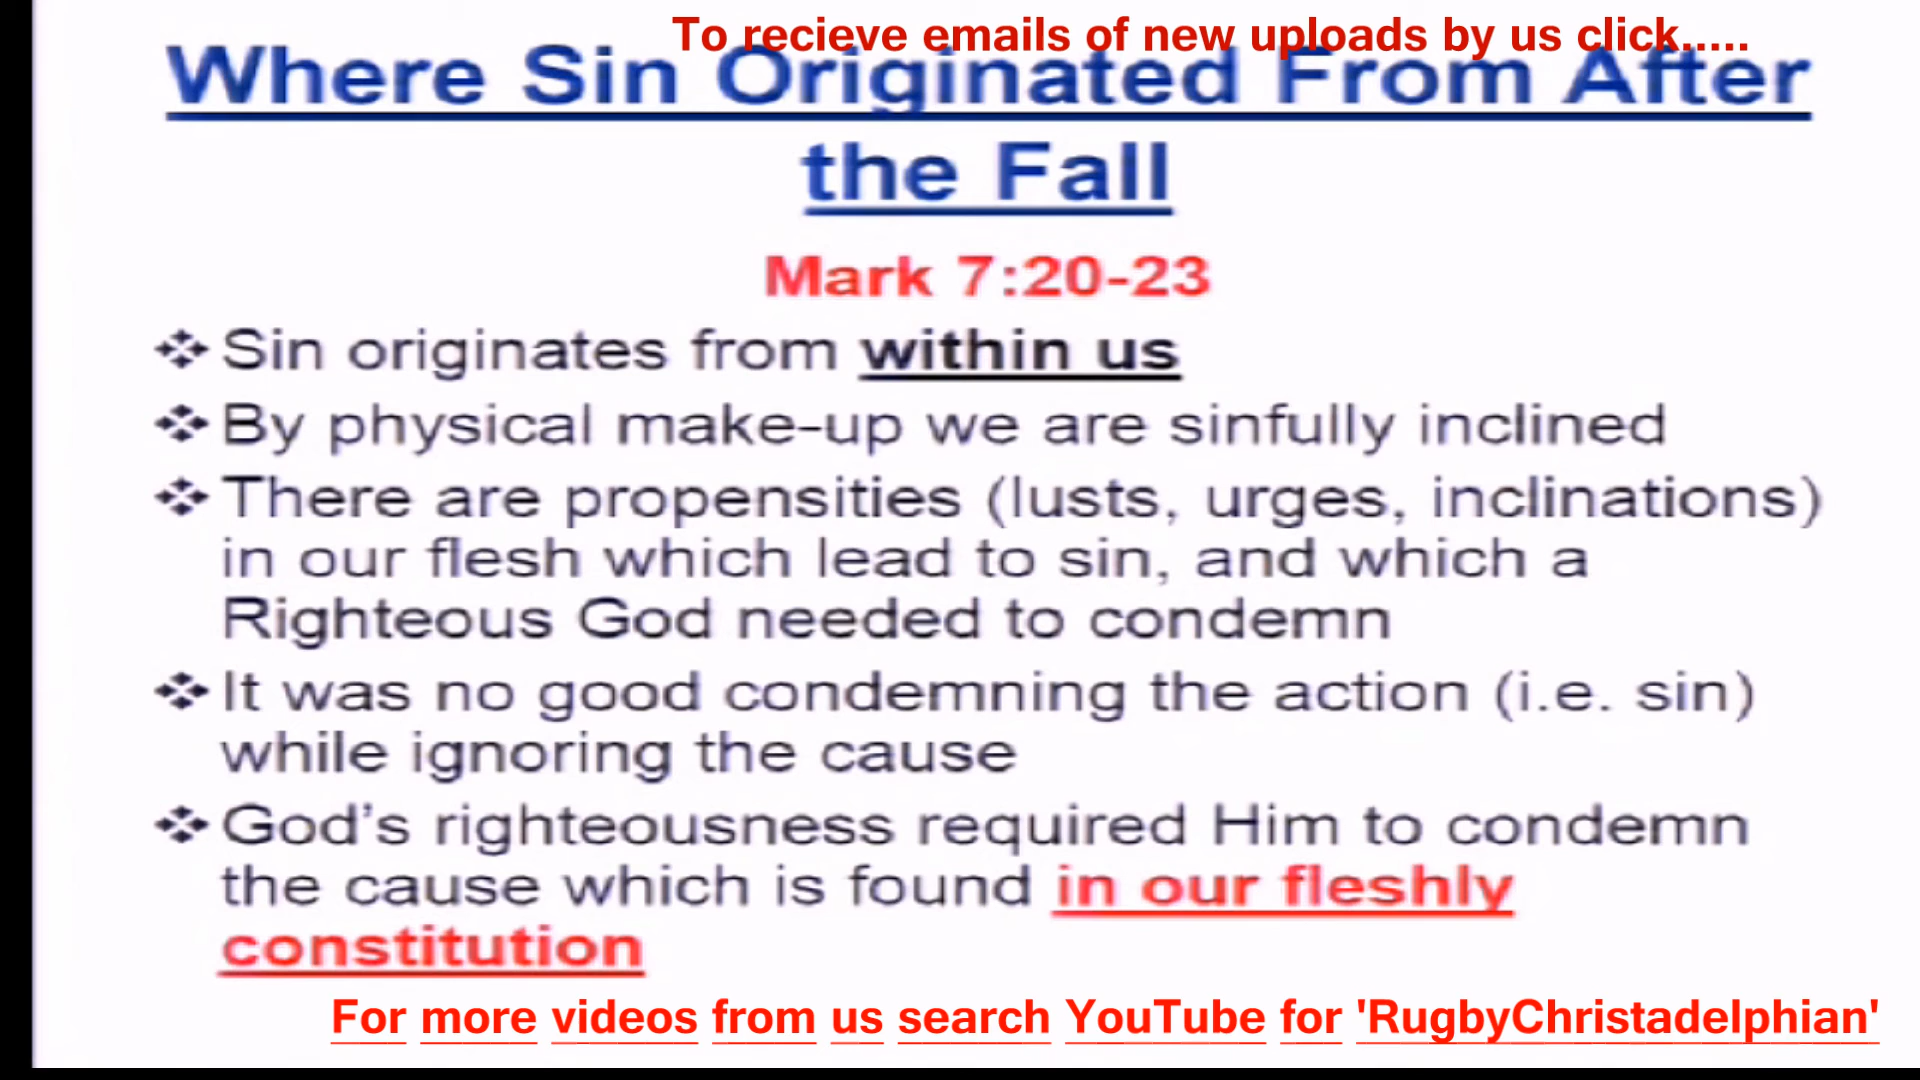 To recieve emails of new uploads by us click.....
Where Sin Originated From After
the Fall
Mark 7:20-23
❖ Sin originates from within us
❖ By physical make-up we are sinfully inclined
❖ There are propensities (lusts, urges, inclinations)
in our flesh which lead to sin, and which a
Righteous God needed to condemn
❖ It was no good condemning the action (i.e. sin)
while ignoring the cause
❖ God's righteousness required Him to condemn
the cause which is found in our fleshly
constitution
For more videos from us search YouTube for 'RugbyChristadelphian'